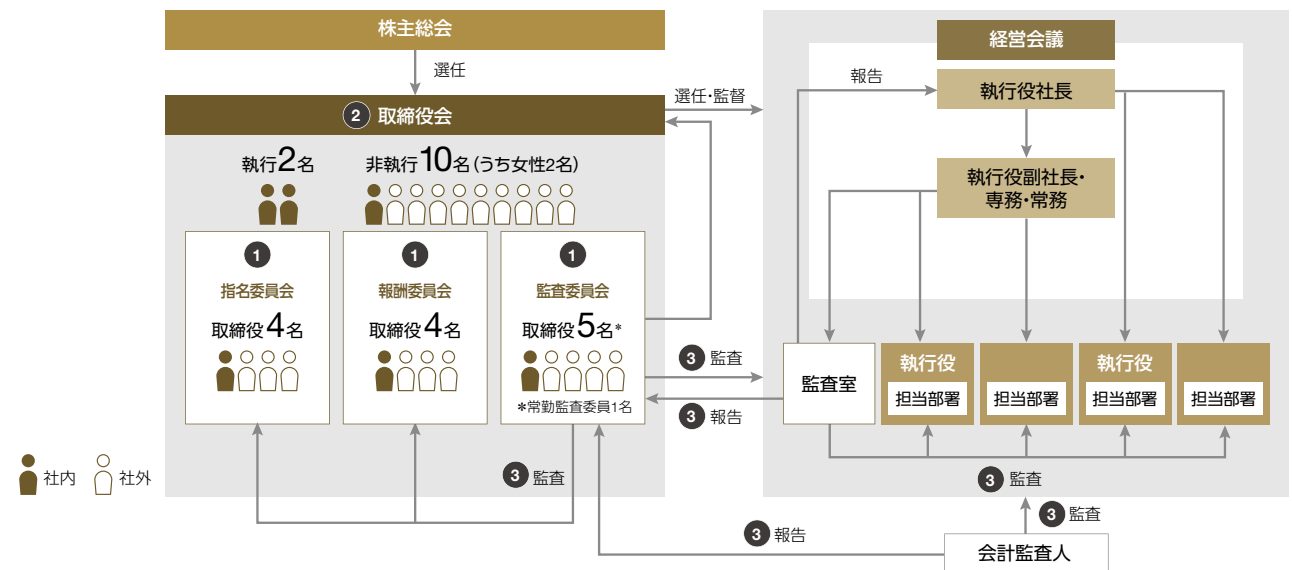 株主総会
選任
2 取締役会
選任・監督
執行2名
非執行10名(うち女性2名)
1
指名委員会
取締役4名
1
報酬委員会
取締役4名
1
監査委員会
取締役5名*
*常勤監査委員1名
社内
社外
3 監査
3 監査
3 報告
経営会議
報告
執行役社長
執行役副社長・
専務・常務
監査室
執行役
担当部署
担当部署
執行役
担当部署
担当部署
3 監査
3 監査
3 報告
会計監査人